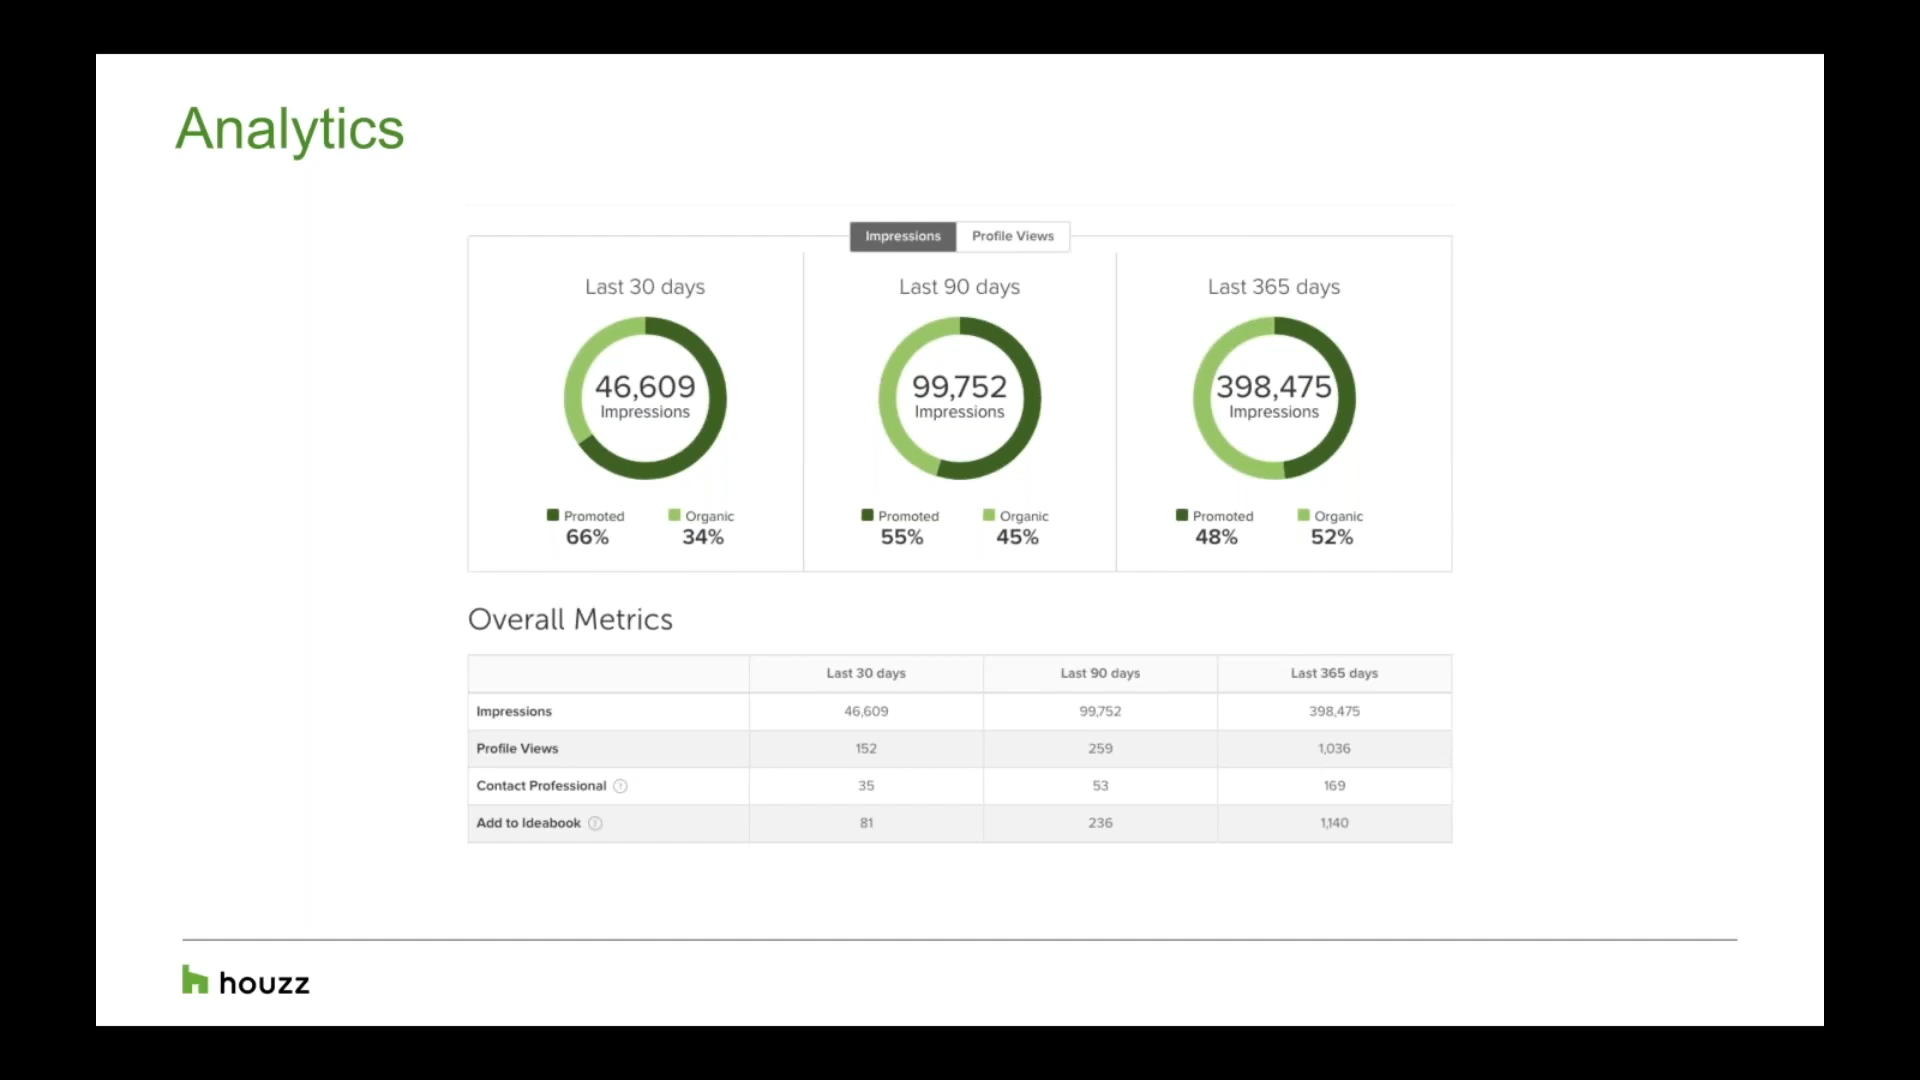 Analytics
Impressions Profile Views
Last 30 days Last 90 days Last 365 days
46,609 99,752 398,475
Impressions Impressions Impressions
Promoted Organic Promoted Organic Promoted Organic
66% 34% 55% 45% 48% 52%
Overall Metrics
Last 30 days Last 90 days Last 365 days
Impressions 46,609 99,752 398,475
Profile Views 152 259 1,036
Contact Professional ? 35 53 169
Add to Ideabook ? 81 236 1,140
houzz